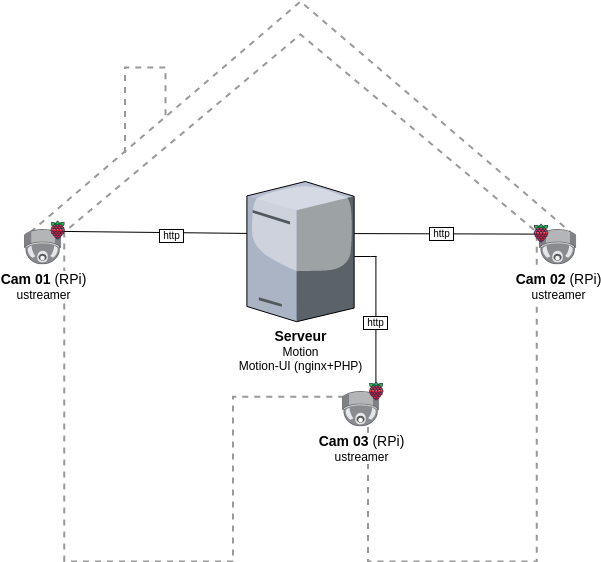 http
http
Cam 01 (RPi)
ustreamer
Cam 02 (RPi)
ustreamer
http
Serveur
Motion
Motion-UI (nginx+PHP)
Cam 03 (RPi)
ustreamer